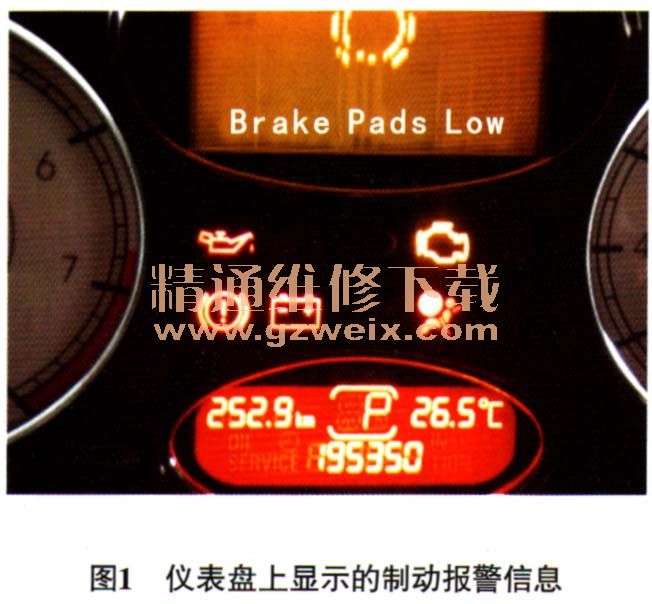 Brake Pads Low
6
7
4
精通维修下载
www.gzweix.com
252.9km P 26.5℃
SERVICE 195350
图1 仪表盘上显示的制动报警信息